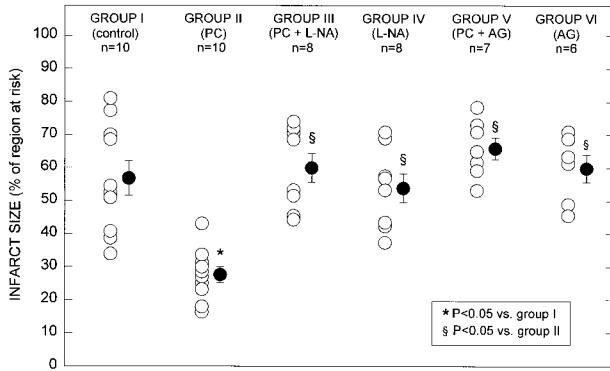 GROUP I GROUP II GROUP III GROUP IV GROUP V GROUP VI
(control) (PC) (PC + L-NA) (L-NA) (PC + AG) (AG)
n=10 n=10 n=8 n=8 n=7 n=6
INFARCT SIZE (% of region at risk)
100
90
80
70
60
50
40
30
20
10
0
*
§
§
§
§
* P<0.05 vs. group I
§ P<0.05 vs. group II